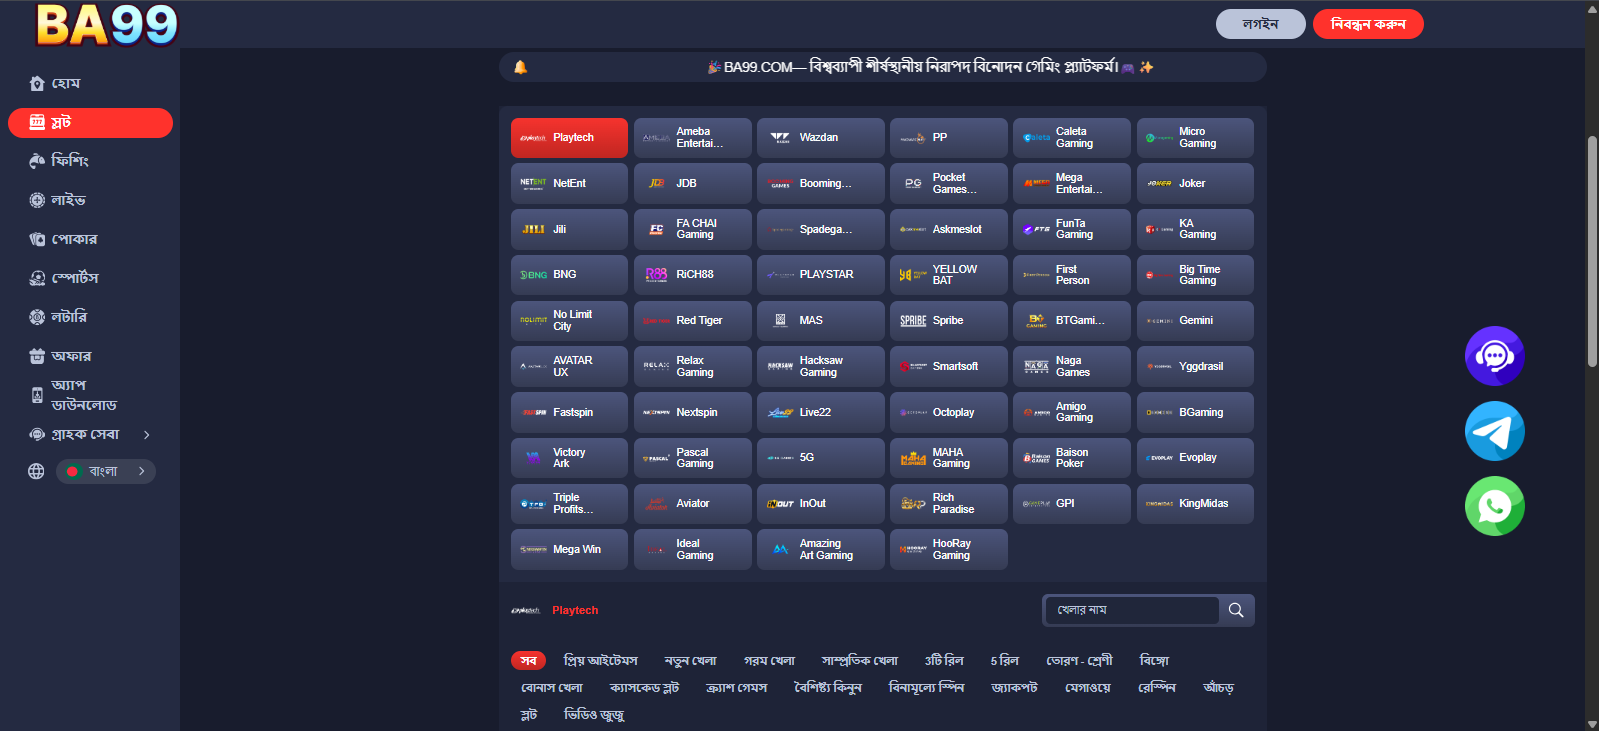 BA99
লগইন
নিবন্ধন করুন
BA99.COM— বিশ্বব্যাপী শীর্ষস্থানীয় নিরাপদ বিনোদন গেমিং প্ল্যাটফর্ম।
হোম
স্লট
ফিশিং
লাইভ
পোকার
স্পোর্টস
লটারি
অফার
অ্যাপ
ডাউনলোড
গ্রাহক সেবা
বাংলা
Playtech
Ameba
Entertai...
Wazdan
PP
Caleta
Gaming
Micro
Gaming
NetEnt
JDB
Booming...
Pocket
Games...
Mega
Entertai...
Joker
Jili
FA CHAI
Gaming
Spadega...
Askmeslot
FunTa
Gaming
KA
Gaming
BNG
RiCH88
PLAYSTAR
YELLOW
BAT
First
Person
Big Time
Gaming
No Limit
City
Red Tiger
MAS
Spribe
BTGami...
Gemini
AVATAR
UX
Relax
Gaming
Hacksaw
Gaming
Smartsoft
Naga
Games
Yggdrasil
Fastspin
Nextspin
Live22
Octoplay
Amigo
Gaming
BGaming
Victory
Ark
Pascal
Gaming
5G
MAHA
Gaming
Baison
Poker
Evoplay
Triple
Profits...
Aviator
InOut
Rich
Paradise
GPI
KingMidas
Mega Win
Ideal
Gaming
Amazing
Art Gaming
HooRay
Gaming
Playtech
খেলার নাম
সব প্রিয় আইটেমস নতুন খেলা গরম খেলা সাম্প্রতিক খেলা 3টি রিল 5 রিল তোরণ - শ্রেণী বিঙ্গো
বোনাস খেলা ক্যাসকেড স্লট ক্র্যাশ গেমস বৈশিষ্ট্য কিনুন বিনামূল্যে স্পিন জ্যাকপট মেগাওয়ে রেস্পিন আঁচড়
স্লট ভিডিও জুজু